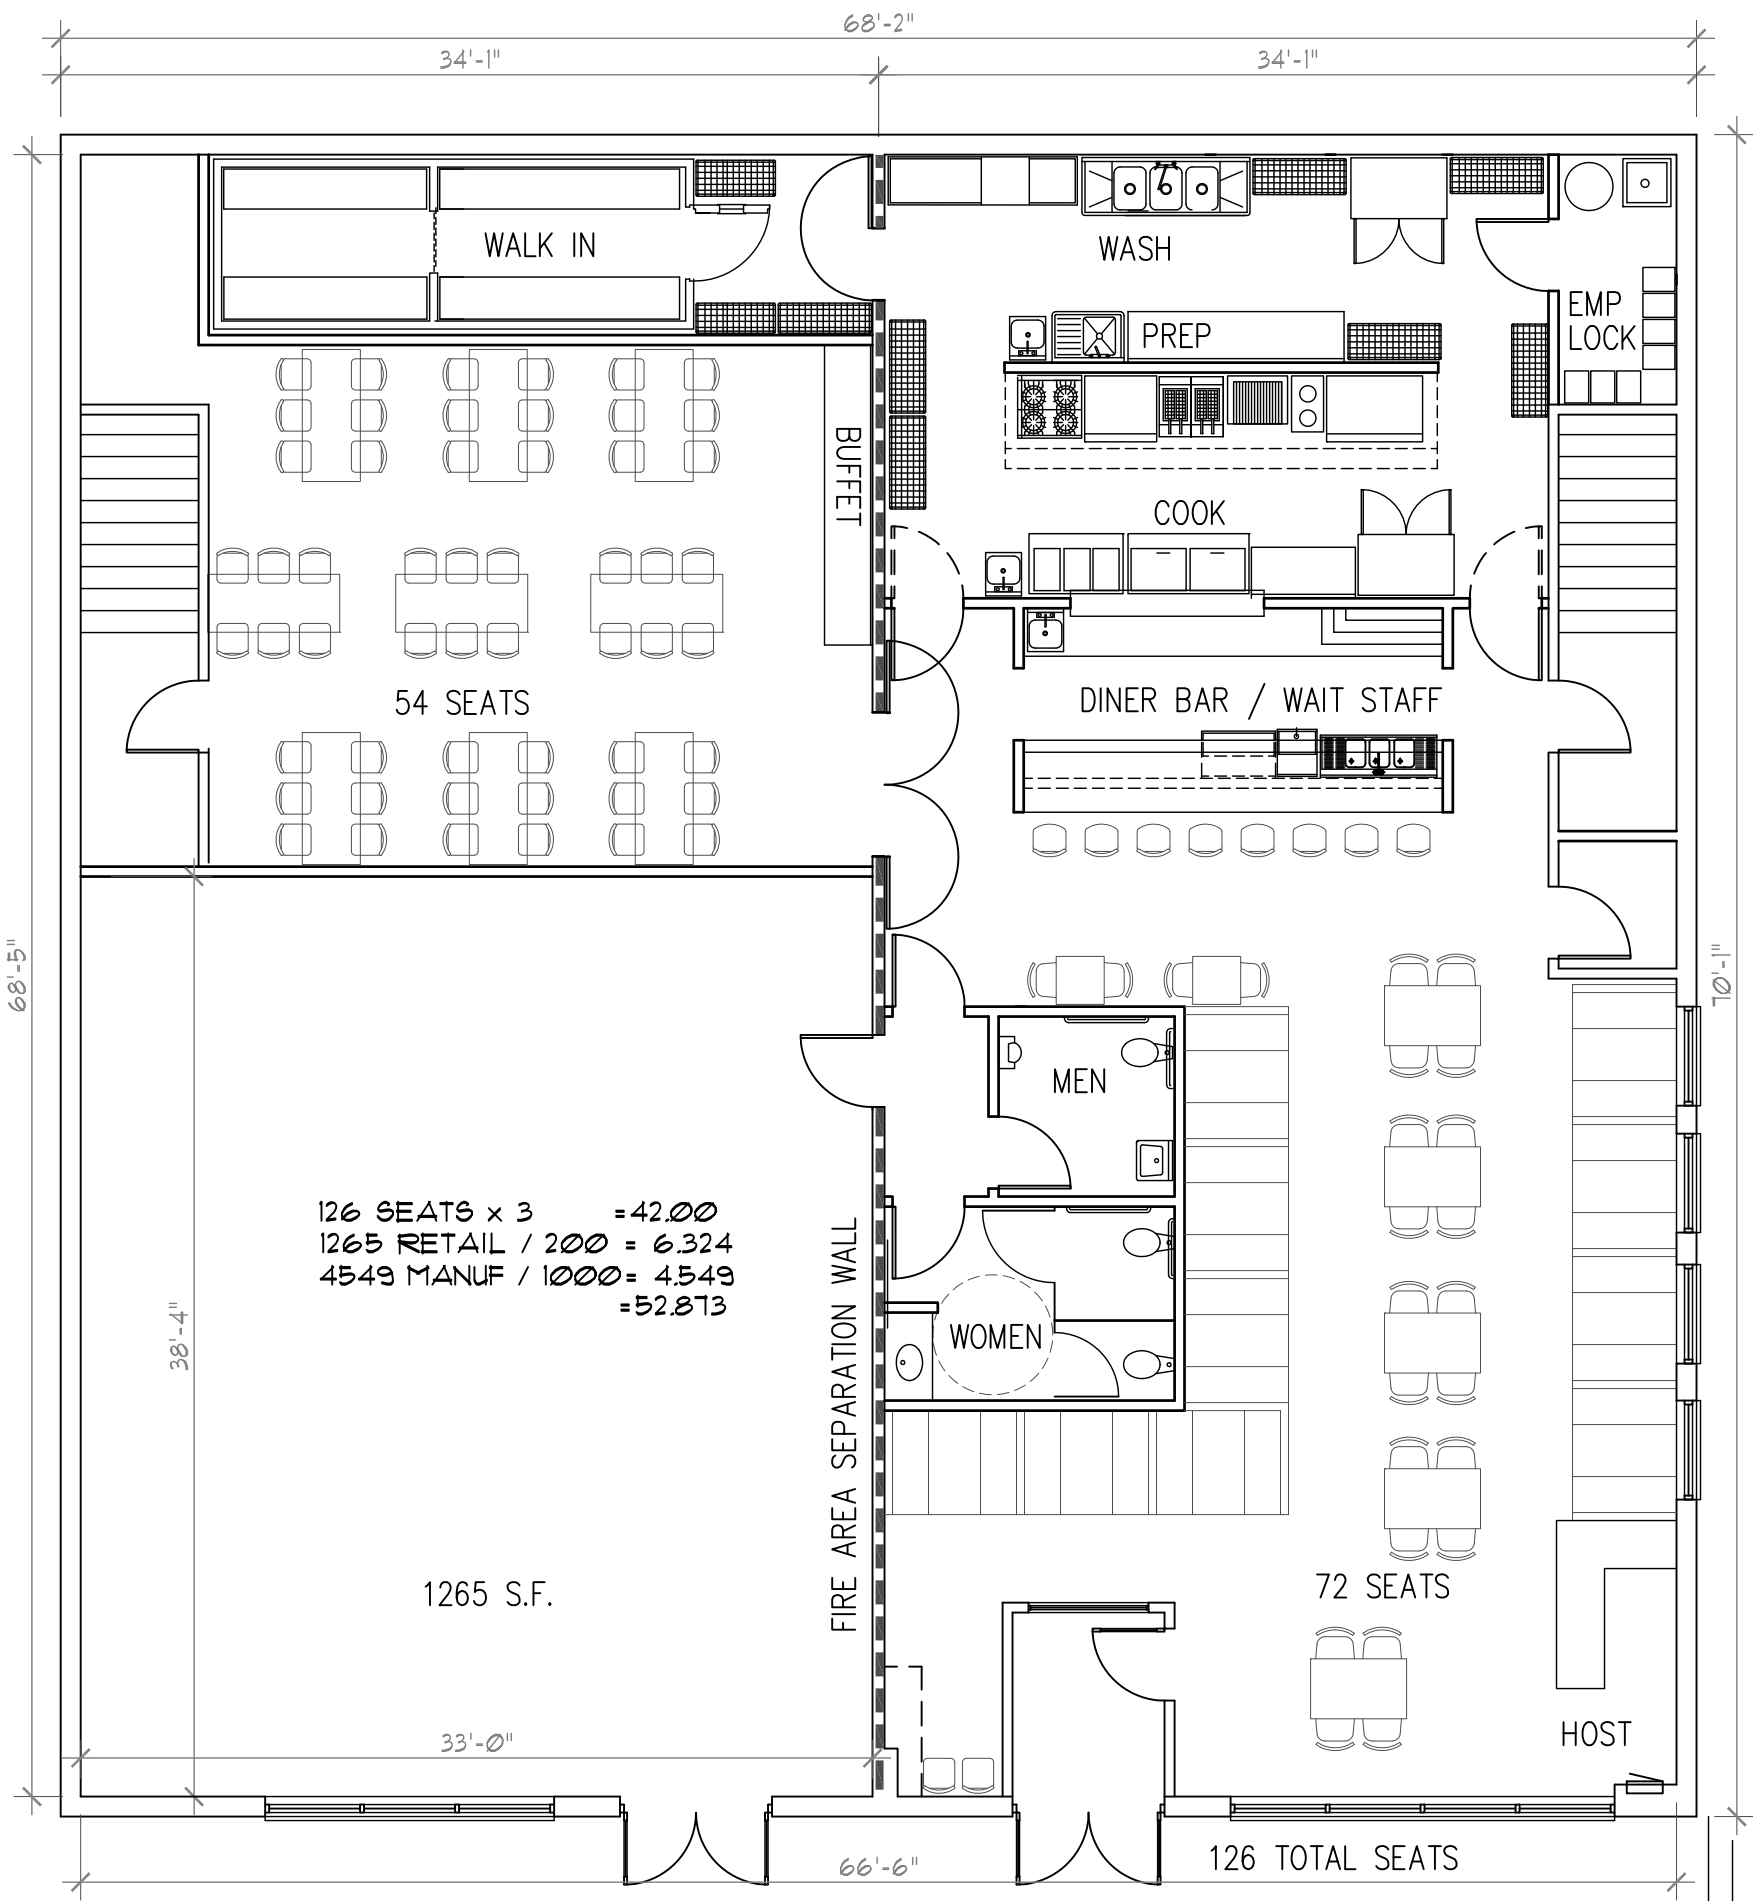 68'-2"
34'-1"
34'-1"
WALK IN
WASH
EMP
LOCK
PREP
BUFFET
COOK
54 SEATS
DINER BAR / WAIT STAFF
68'-5"
70'-1"
MEN
126 SEATS x 3 =42.00
1265 RETAIL / 200 = 6.324
4549 MANUF / 1000= 4.549
=52.873
38'-4"
FIRE AREA SEPARATION WALL
WOMEN
1265 S.F.
72 SEATS
33'-0"
HOST
66'-6"
126 TOTAL SEATS